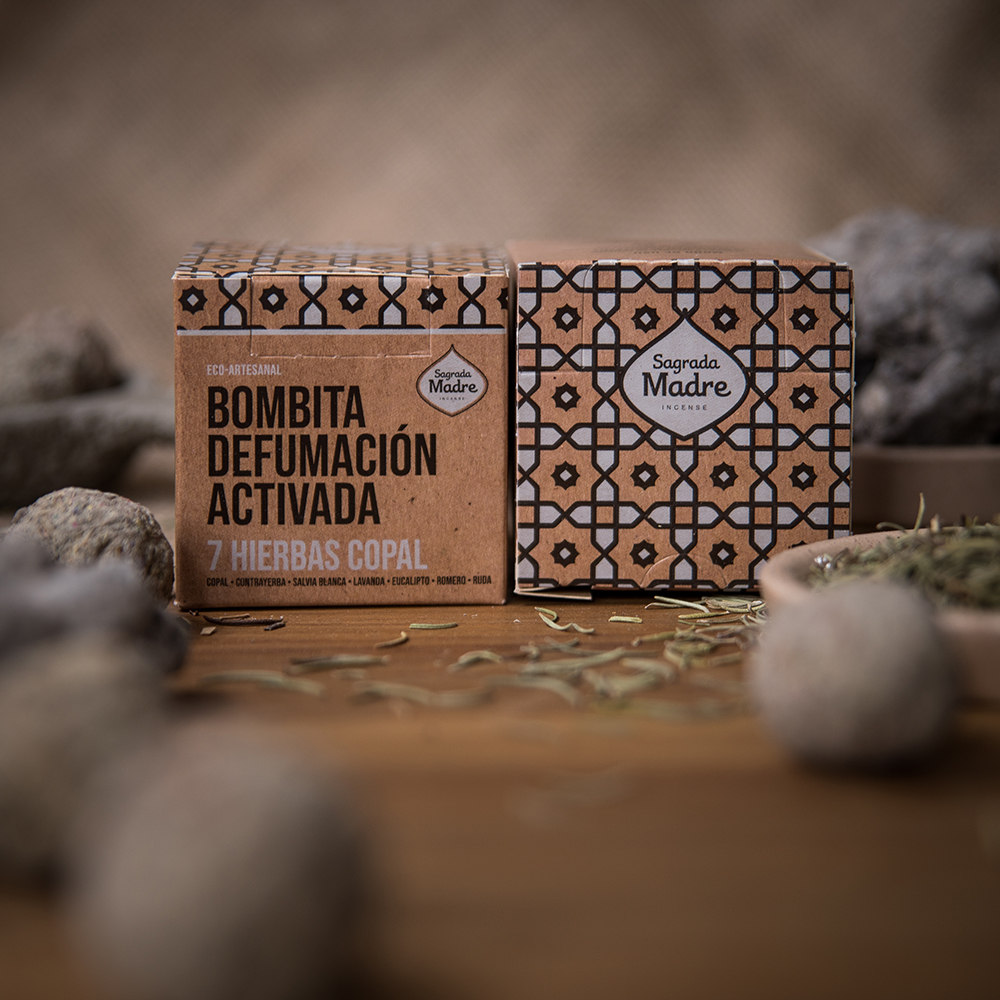 ECO-ARTESANAL
BOMBITA
DEFUMACIÓN
ACTIVADA
7 HIERBAS COPAL
COPAL • CONTRAYERBA • SALVIA BLANCA • LAVANDA • EUCALIPTO • ROMERO • RUDA
Sagrada
Madre
INCENSE
Sagrada
Madre
INCENSE